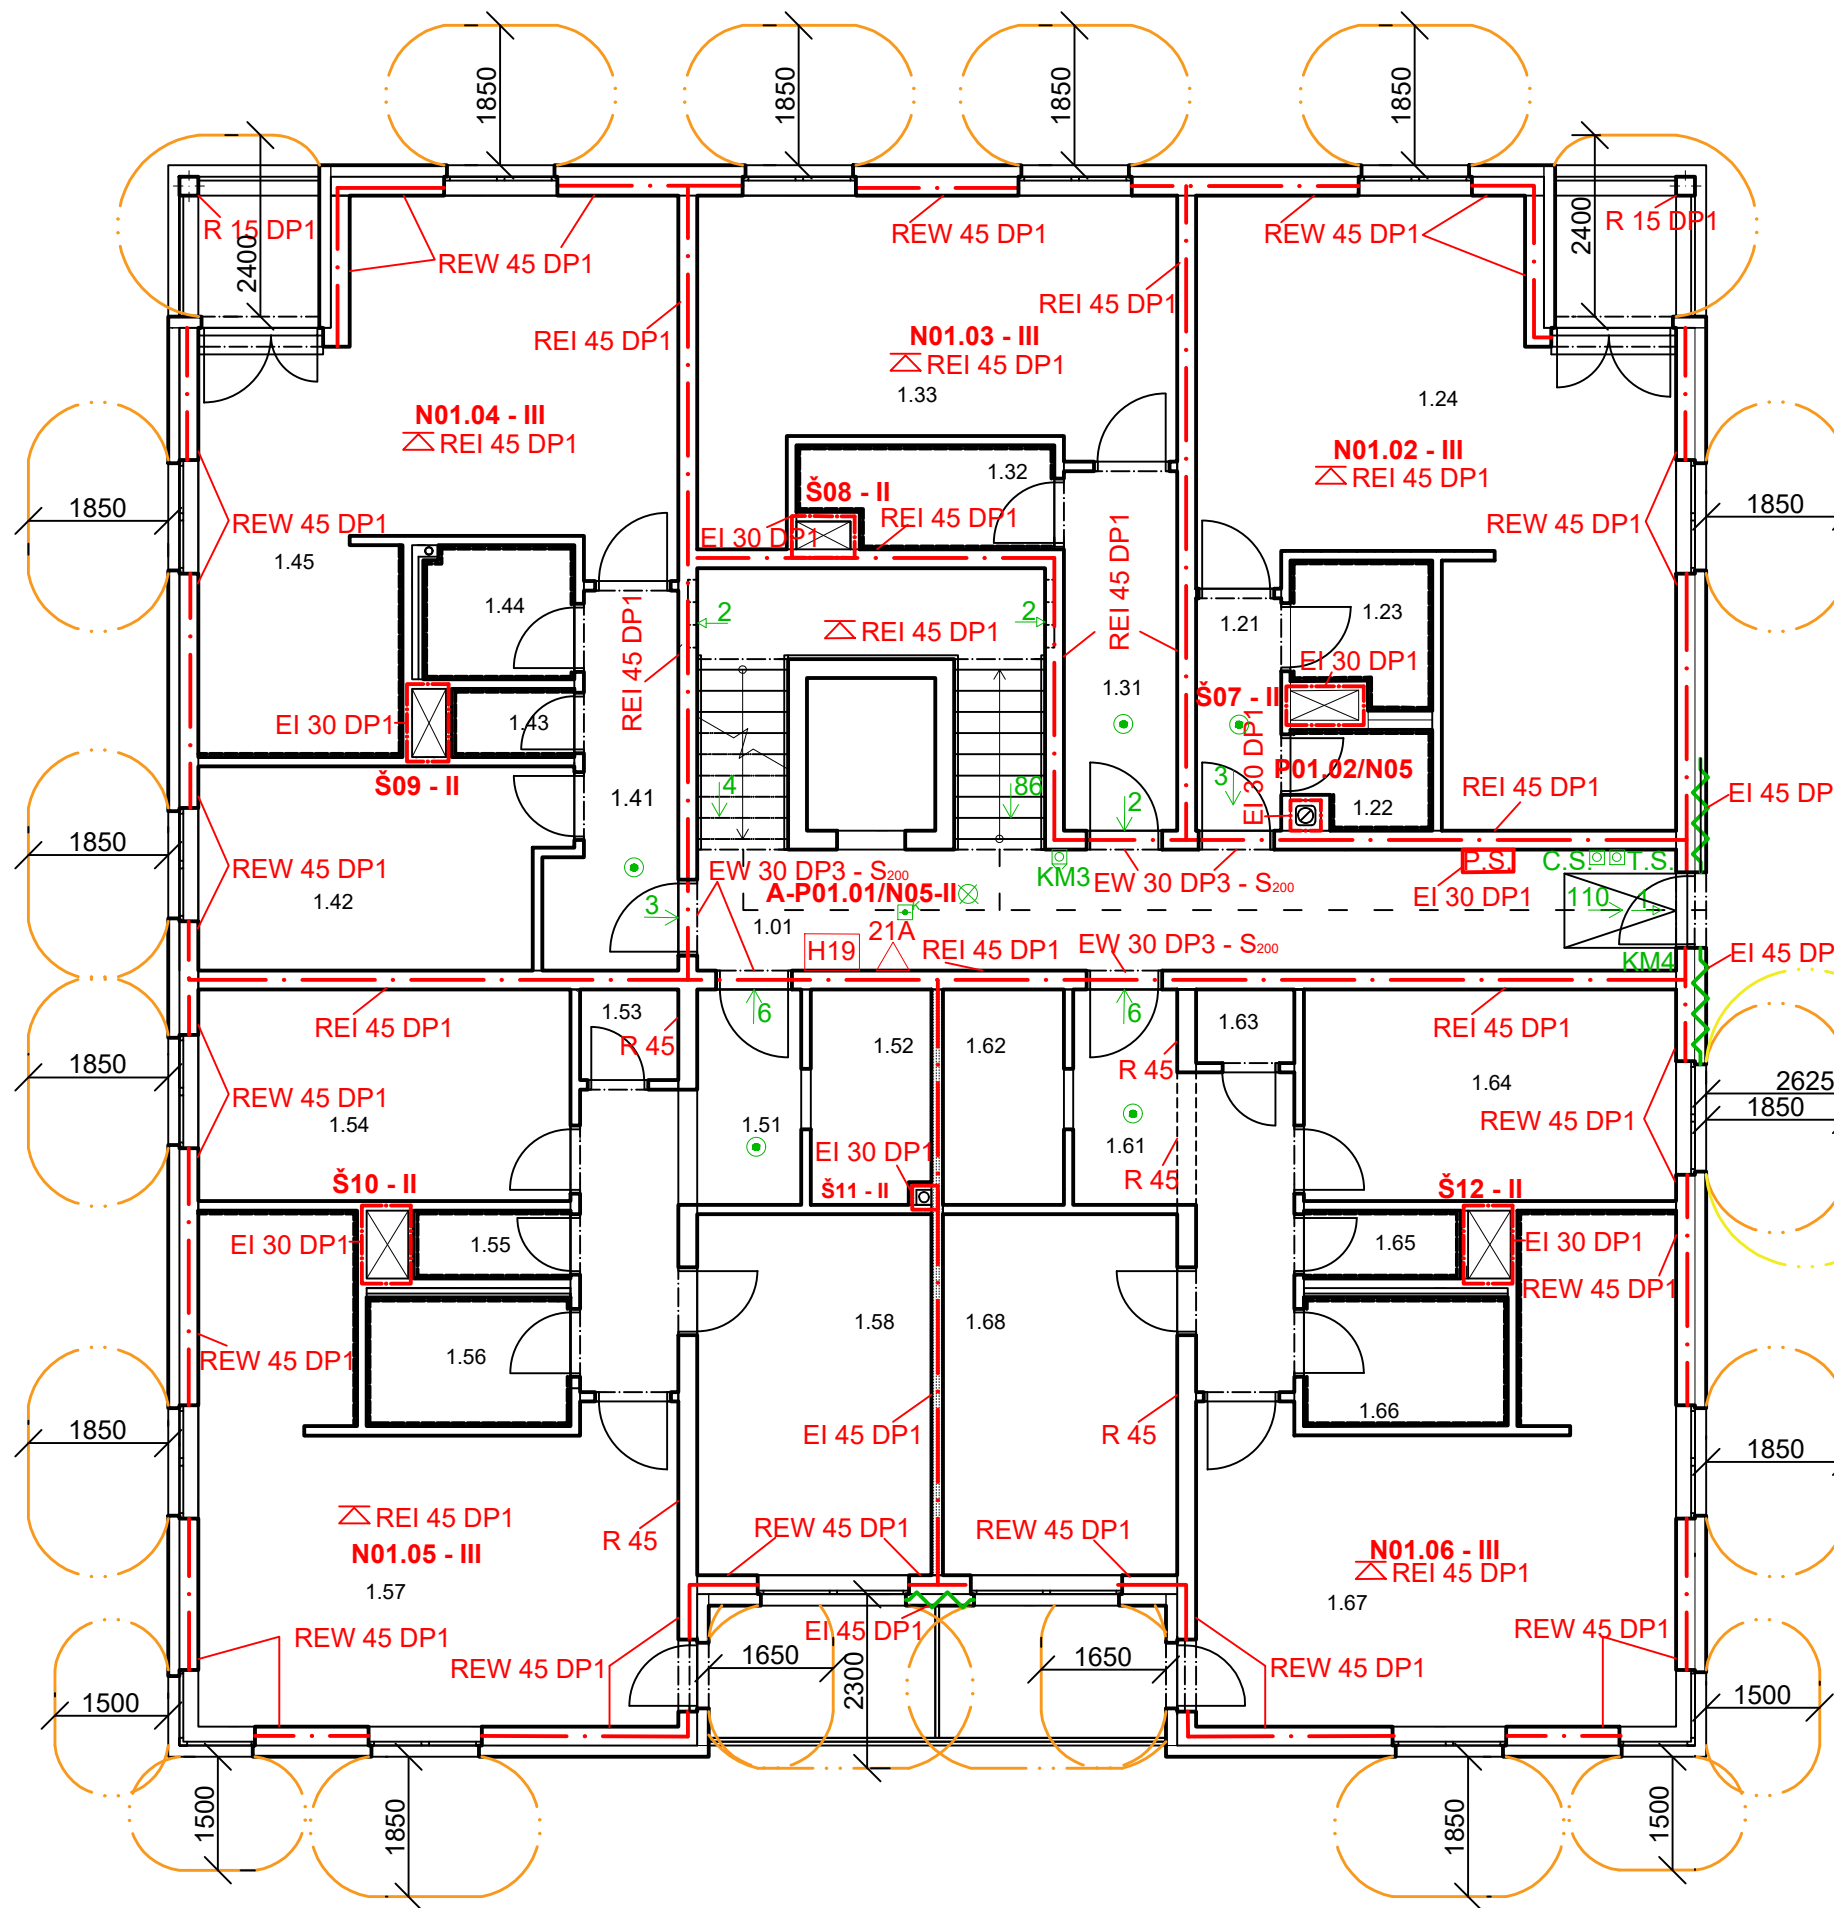 1850
1850
1850
1850
2400
R 15 DP1
REW 45 DP1
REW 45 DP1
REW 45 DP1
2400
R 15 DP1
REI 45 DP1
REI 45 DP1
N01.03 - III
REI 45 DP1
1.33
1.24
N01.04 - III
REI 45 DP1
N01.02 - III
REI 45 DP1
1.32
Š08 - II
REI 45 DP1
EI 30 DP1
1850
REW 45 DP1
1.45
REW 45 DP1
1850
REI 45 DP1
1.44
REI 45 DP1
2
2
REI 45 DP1
1.21
1.23
EI 30 DP1
1.31
Š07 - II
EI 30 DP1
1.43
Š09 - II
EI 30 DP1
P01.02/N05
3
4
86
2
1.41
REI 45 DP1
1.22
EI 45 DP
1850
REW 45 DP1
1.42
EW 30 DP3 - S200
KM3
EW 30 DP3 - S200
P.S.
EI 30 DP1
C.S.
T.S.
110
1
A-P01.01/N05-II
K
3
1.01
21A
H19
REI 45 DP1
EW 30 DP3 - S200
KM4
EI 45 DP
REI 45 DP1
1.53
R 45
6
6
1.63
REI 45 DP1
1.52
1.62
1850
REW 45 DP1
1.54
R 45
1.64
REW 45 DP1
2625
1850
1.51
1.61
EI 30 DP1
R 45
Š10 - II
Š11 - II
Š12 - II
EI 30 DP1
1.55
1.65
EI 30 DP1
REW 45 DP1
1.58
1.68
REW 45 DP1
1.56
1.66
1850
EI 45 DP1
R 45
1850
REI 45 DP1
N01.05 - III
R 45
REW 45 DP1
REW 45 DP1
N01.06 - III
REI 45 DP1
1.57
1.67
EI 45 DP1
REW 45 DP1
REW 45 DP1
1650
2300
1650
REW 45 DP1
REW 45 DP1
1500
1500
1500
1850
1850
1500